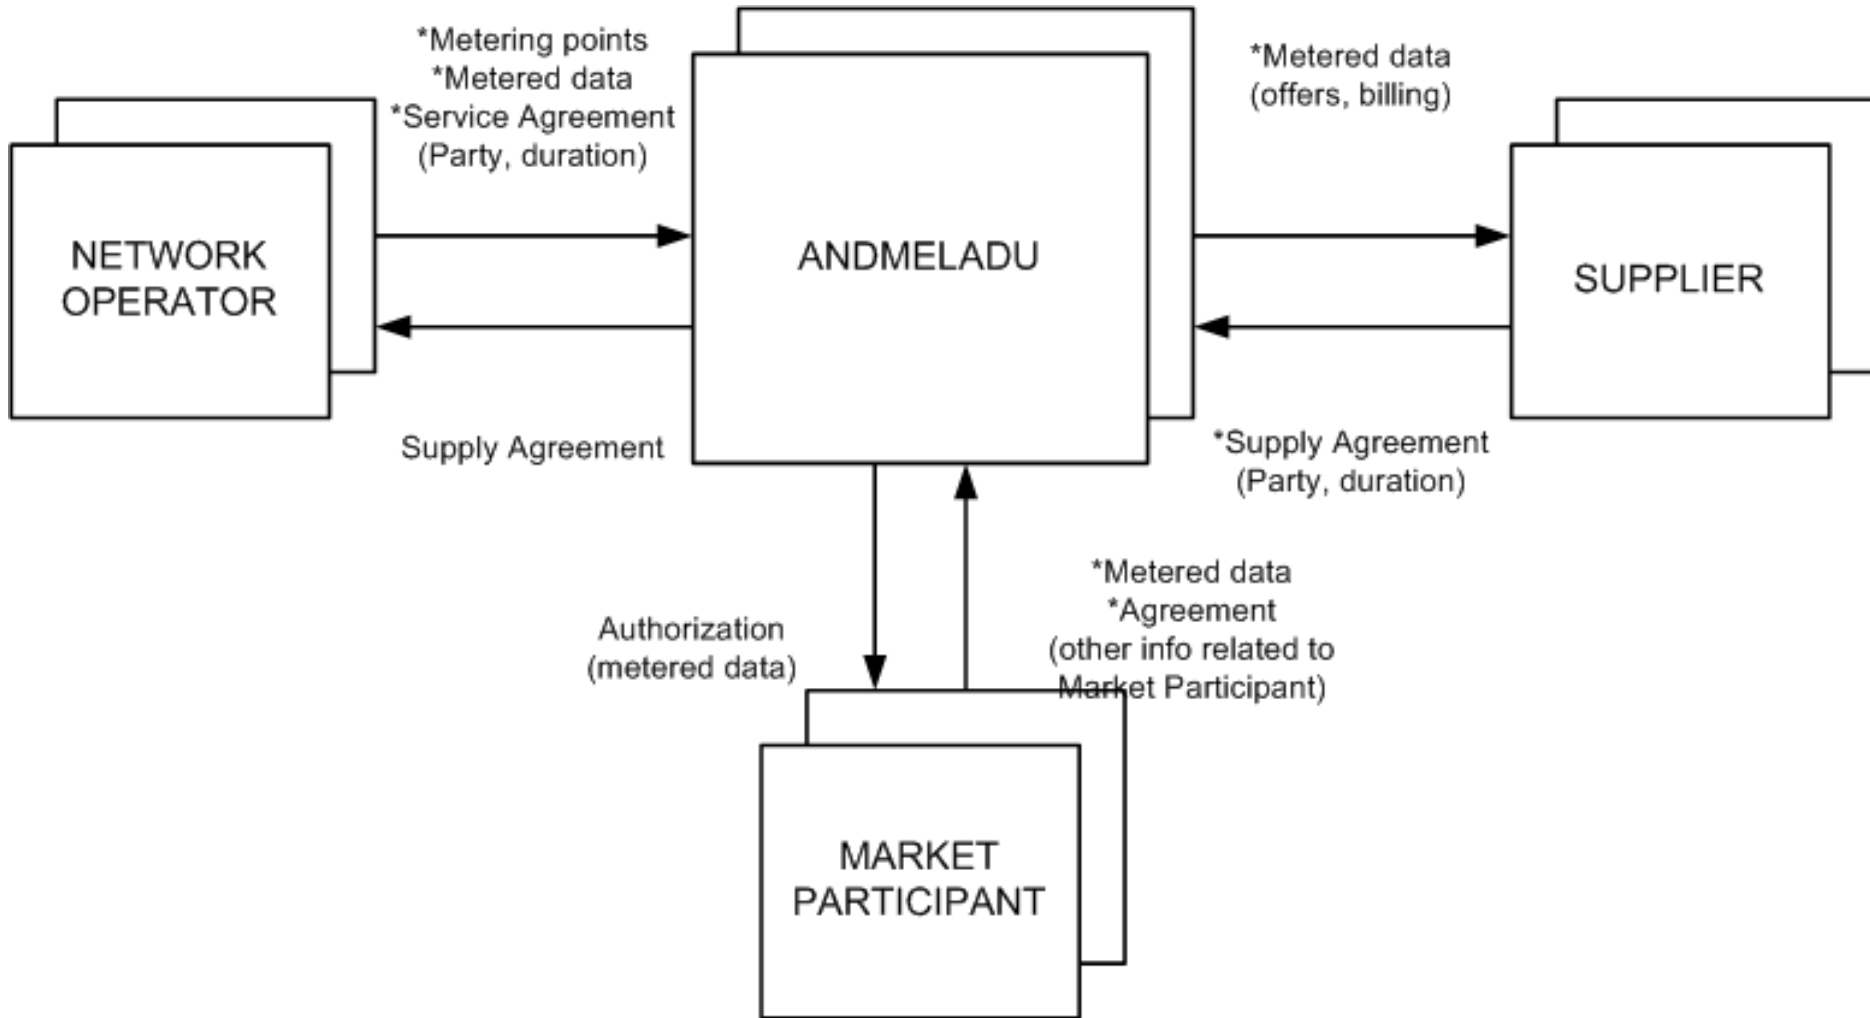 *Metering points
*Metered data
*Service Agreement
(Party, duration)
*Metered data
(offers, billing)
NETWORK
OPERATOR
ANDMELADU
SUPPLIER
Supply Agreement
*Supply Agreement
(Party, duration)
Authorization
(metered data)
*Metered data
*Agreement
(other info related to
Market Participant)
MARKET
PARTICIPANT